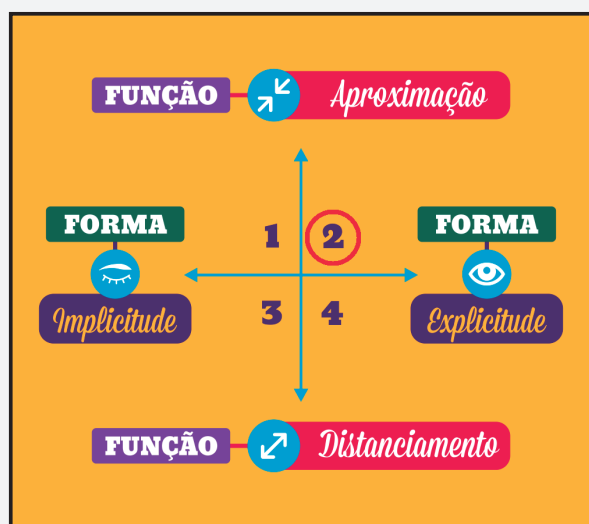 FUNÇÃO Aproximação
FORMA FORMA
1 2
Implicitude Explicitude
3 4
FUNÇÃO Distanciamento